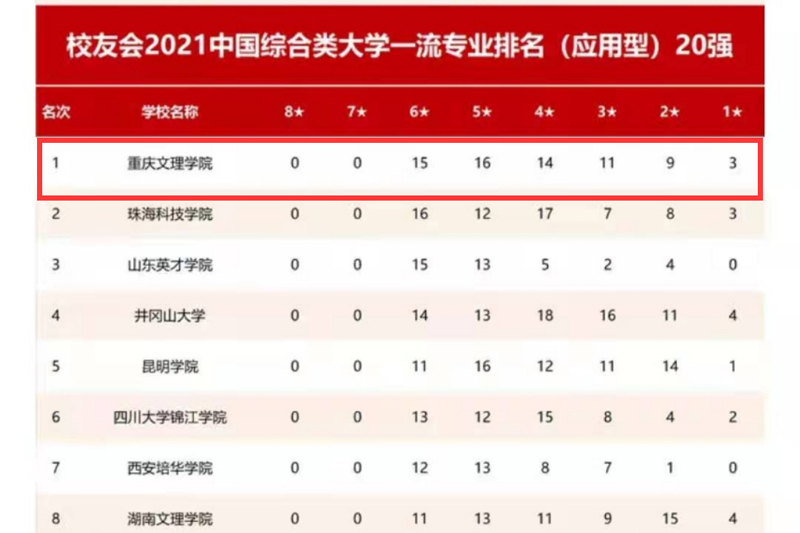 校友会2021中国综合类大学一流专业排名（应用型）20强
名次 学校名称 8★ 7★ 6★ 5★ 4★ 3★ 2★ 1★
1 重庆文理学院 0 0 15 16 14 11 9 3
2 珠海科技学院 0 0 16 12 17 7 8 3
3 山东英才学院 0 0 15 13 5 2 4 0
4 井冈山大学 0 0 14 13 18 16 11 4
5 昆明学院 0 0 11 16 12 11 14 1
6 四川大学锦江学院 0 0 13 12 15 8 4 2
7 西安培华学院 0 0 12 13 8 7 1 0
8 湖南文理学院 0 0 11 13 11 9 15 4